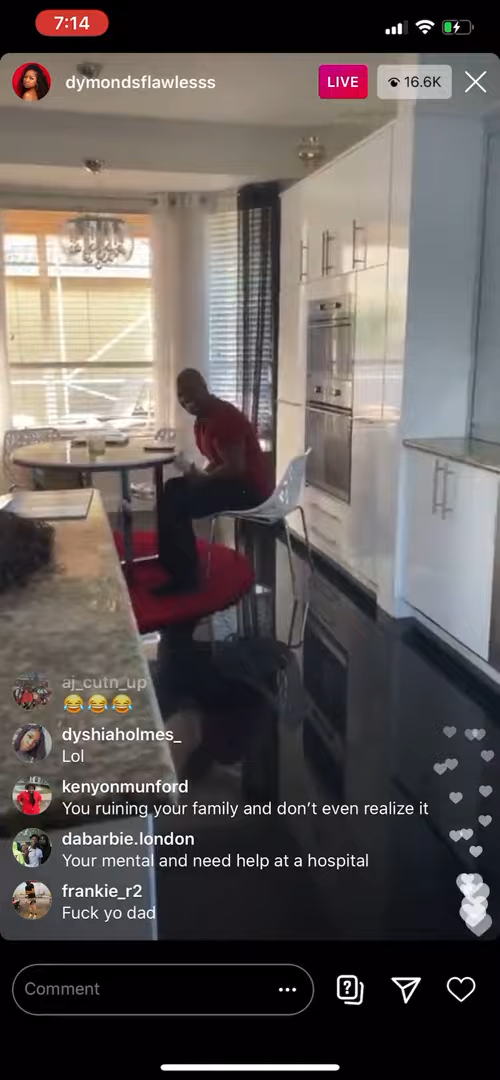 7:14
dymondsflawlesss
LIVE
16.6K
aj_cutn_up
😂😂😂
dyshiaholmes_
Lol
kenyonmunford
You ruining your family and don’t even realize it
dabarbie.london
Your mental and need help at a hospital
frankie_r2
Fuck yo dad
Comment